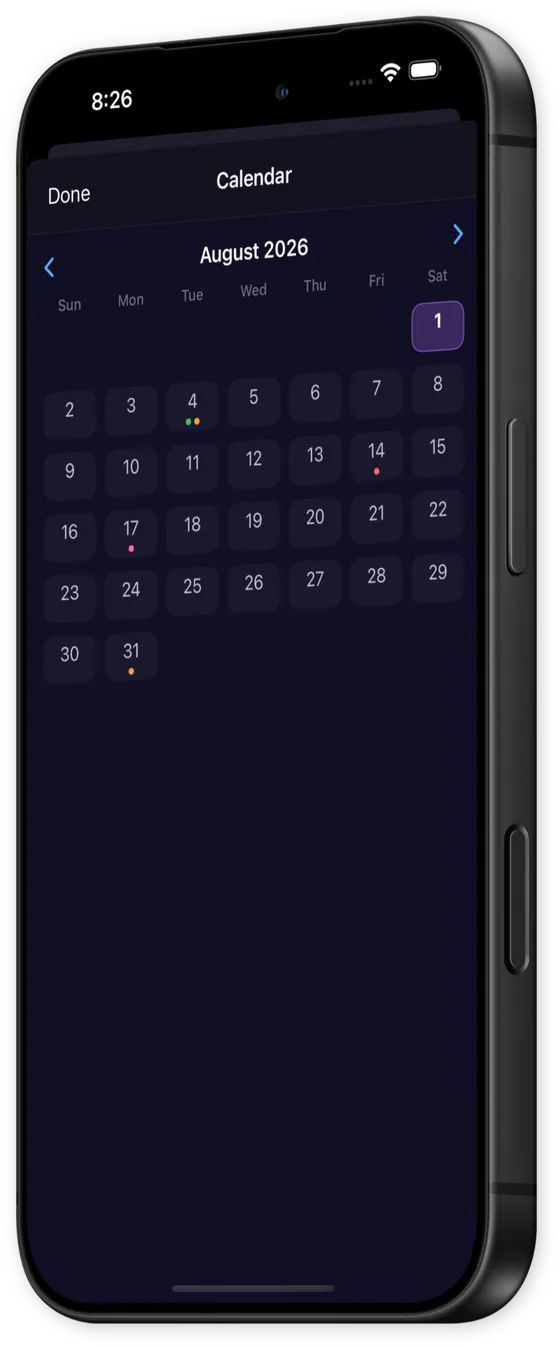 8:26
Done Calendar
August 2026
Sun Mon Tue Wed Thu Fri Sat
1
2 3 4 5 6 7 8
9 10 11 12 13 14 15
16 17 18 19 20 21 22
23 24 25 26 27 28 29
30 31